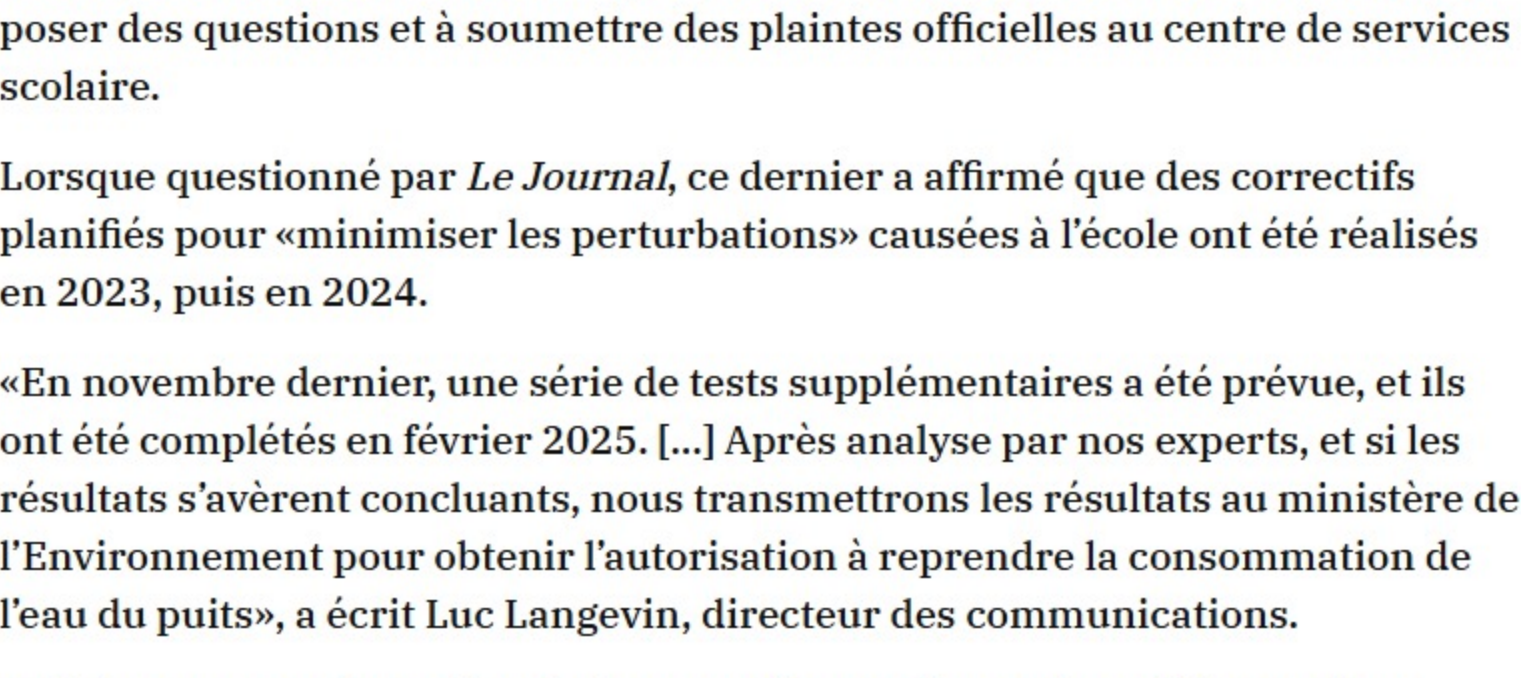 poser des questions et à soumettre des plaintes officielles au centre de services
scolaire.
Lorsque questionné par Le Journal, ce dernier a affirmé que des correctifs
planifiés pour «minimiser les perturbations» causées à l’école ont été réalisés
en 2023, puis en 2024.
«En novembre dernier, une série de tests supplémentaires a été prévue, et ils
ont été complétés en février 2025. [...] Après analyse par nos experts, et si les
résultats s’avèrent concluants, nous transmettrons les résultats au ministère de
l’Environnement pour obtenir l’autorisation à reprendre la consommation de
l’eau du puits», a écrit Luc Langevin, directeur des communications.